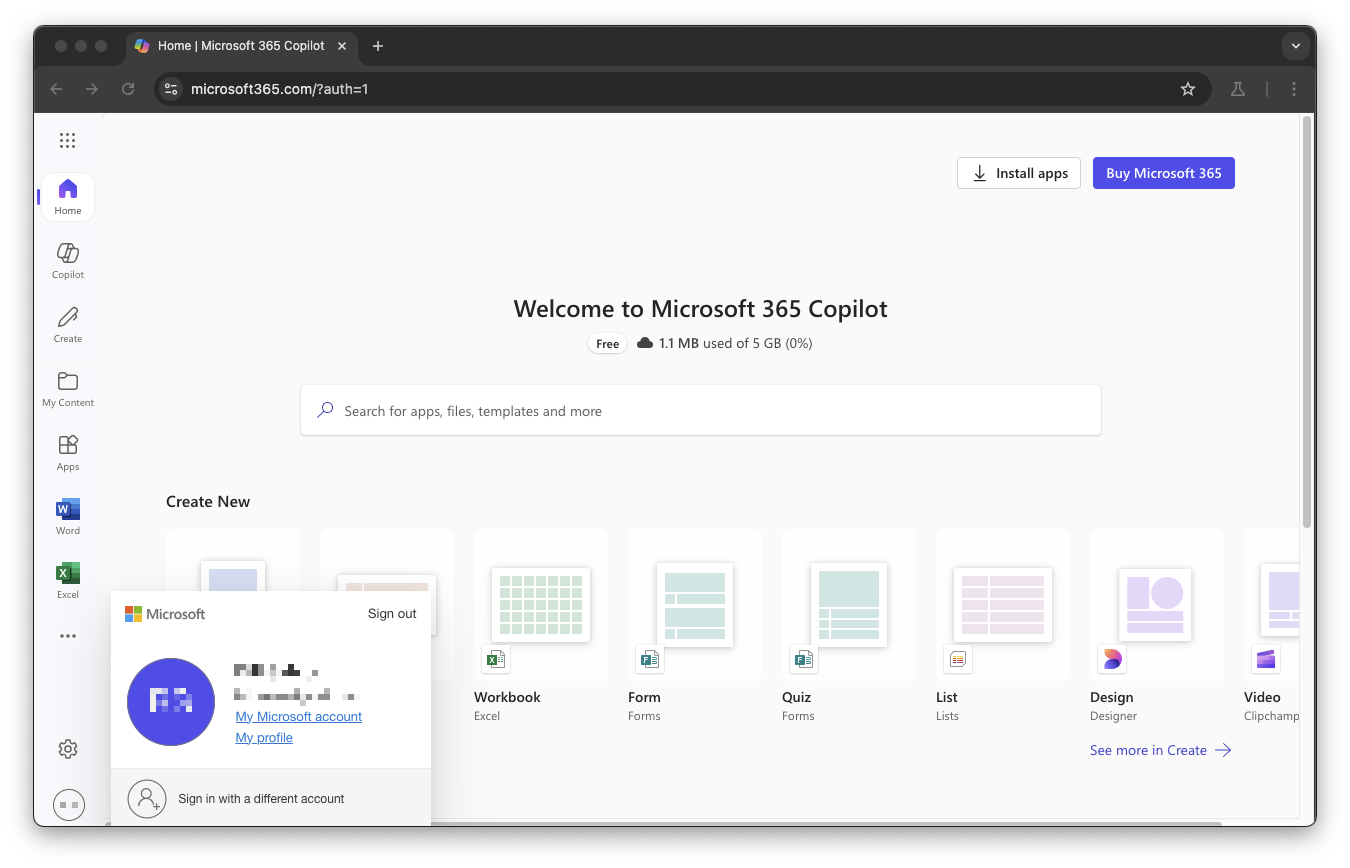 Home | Microsoft 365 Copilot
microsoft365.com/?auth=1
Install apps
Buy Microsoft 365
Home
Copilot
Create
My Content
Apps
Word
Excel
Welcome to Microsoft 365 Copilot
Free 1.1 MB used of 5 GB (0%)
Search for apps, files, templates and more
Create New
Workbook
Excel
Form
Forms
Quiz
Forms
List
Lists
Design
Designer
Video
Clipchamp
See more in Create
Microsoft
Sign out
My Microsoft account
My profile
Sign in with a different account